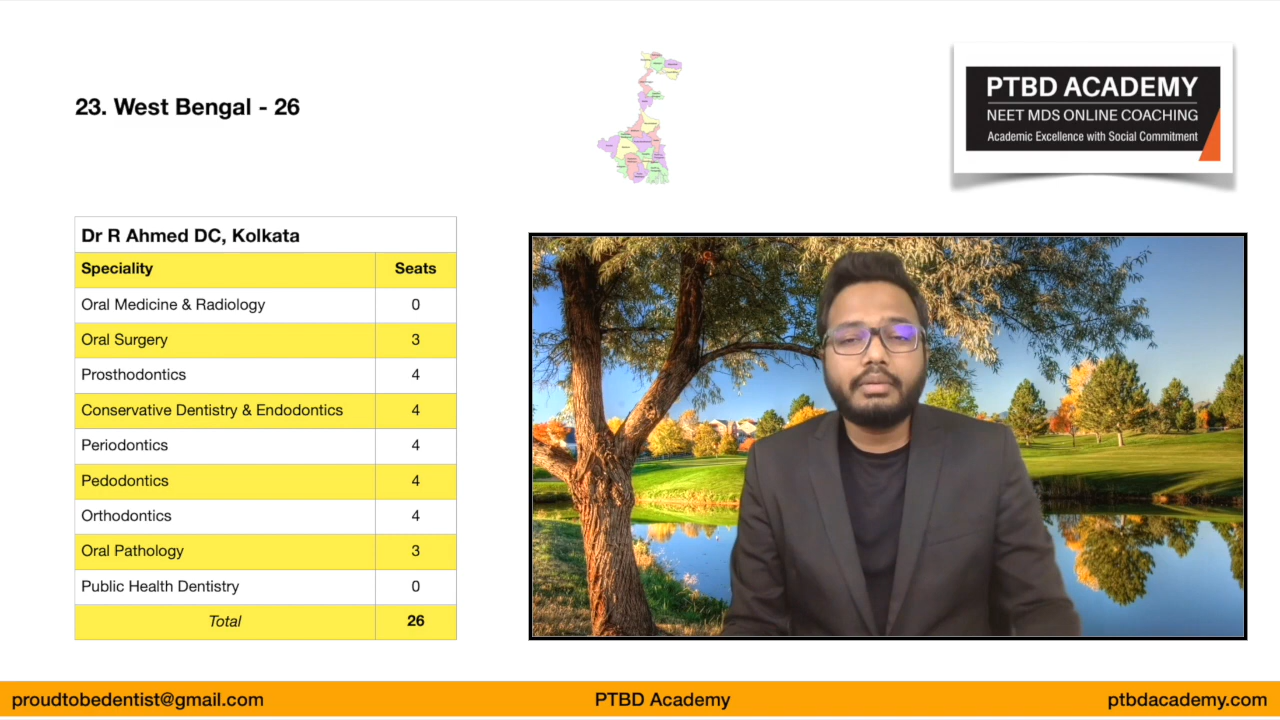 23. West Bengal - 26
PTBD ACADEMY
NEET MDS ONLINE COACHING
Academic Excellence with Social Commitment
Dr R Ahmed DC, Kolkata
Speciality Seats
Oral Medicine & Radiology 0
Oral Surgery 3
Prosthodontics 4
Conservative Dentistry & Endodontics 4
Periodontics 4
Pedodontics 4
Orthodontics 4
Oral Pathology 3
Public Health Dentistry 0
Total 26
proudtobedentist@gmail.com PTBD Academy ptbdacademy.com